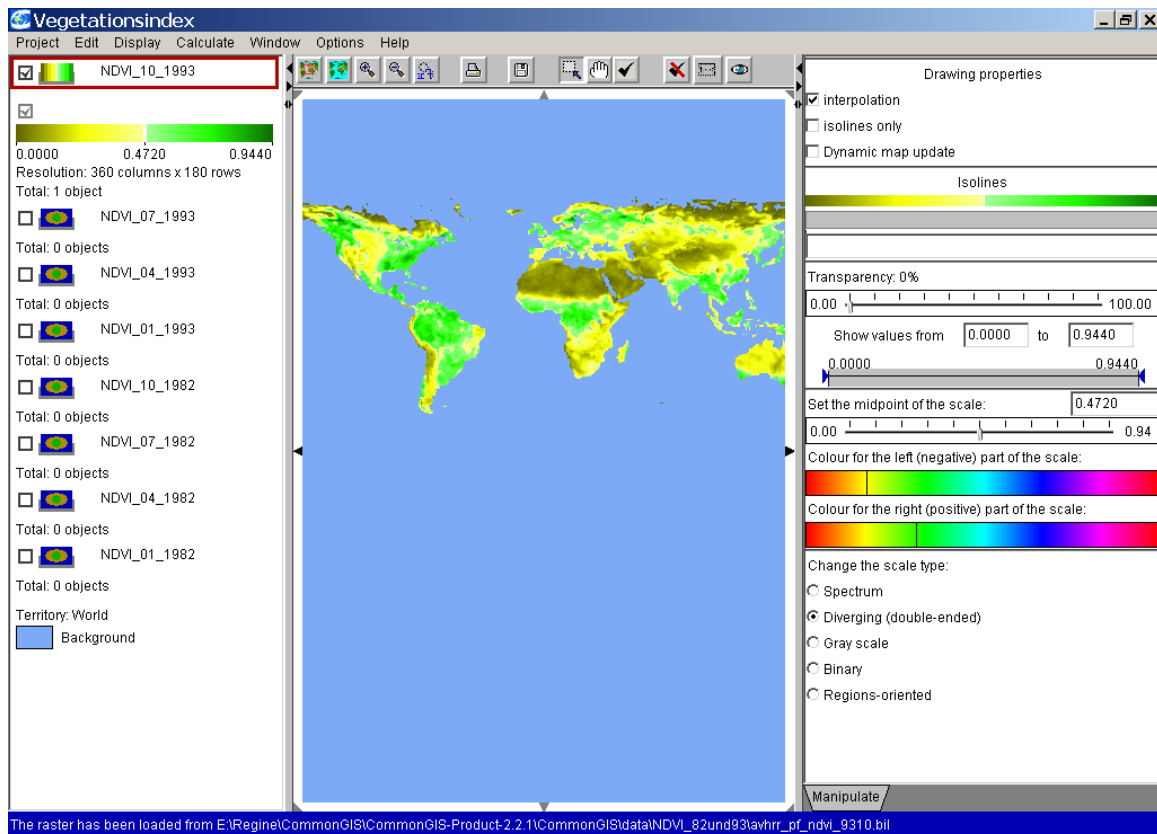 Vegetationsindex
Project Edit Display Calculate Window Options Help
NDVI_10_1993
0.0000 0.4720 0.9440
Resolution: 360 columns x 180 rows
Total: 1 object
NDVI_07_1993
Total: 0 objects
NDVI_04_1993
Total: 0 objects
NDVI_01_1993
Total: 0 objects
NDVI_10_1982
Total: 0 objects
NDVI_07_1982
Total: 0 objects
NDVI_04_1982
Total: 0 objects
NDVI_01_1982
Total: 0 objects
Territory: World
Background
Drawing properties
interpolation
isolines only
Dynamic map update
Isolines
Transparency: 0%
0.00 100.00
Show values from 0.0000 to 0.9440
0.0000 0.9440
Set the midpoint of the scale: 0.4720
0.00 0.94
Colour for the left (negative) part of the scale:
Colour for the right (positive) part of the scale:
Change the scale type:
Spectrum
Diverging (double-ended)
Gray scale
Binary
Regions-oriented
Manipulate
The raster has been loaded from E:\Regine\CommonGIS\CommonGIS-Product-2.2.1\CommonGIS\data\NDVI_82und93\avhrr_pf_ndvi_9310.bil